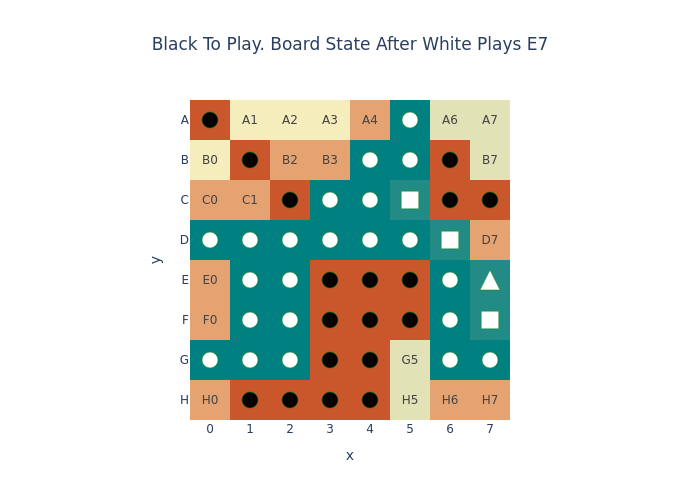 Black To Play. Board State After White Plays E7
A A1 A2 A3 A4 A6 A7
B B0 B2 B3 B7
C C0 C1
D D7
E E0
F F0
G G5
H H0 H5 H6 H7
0 1 2 3 4 5 6 7
x
y